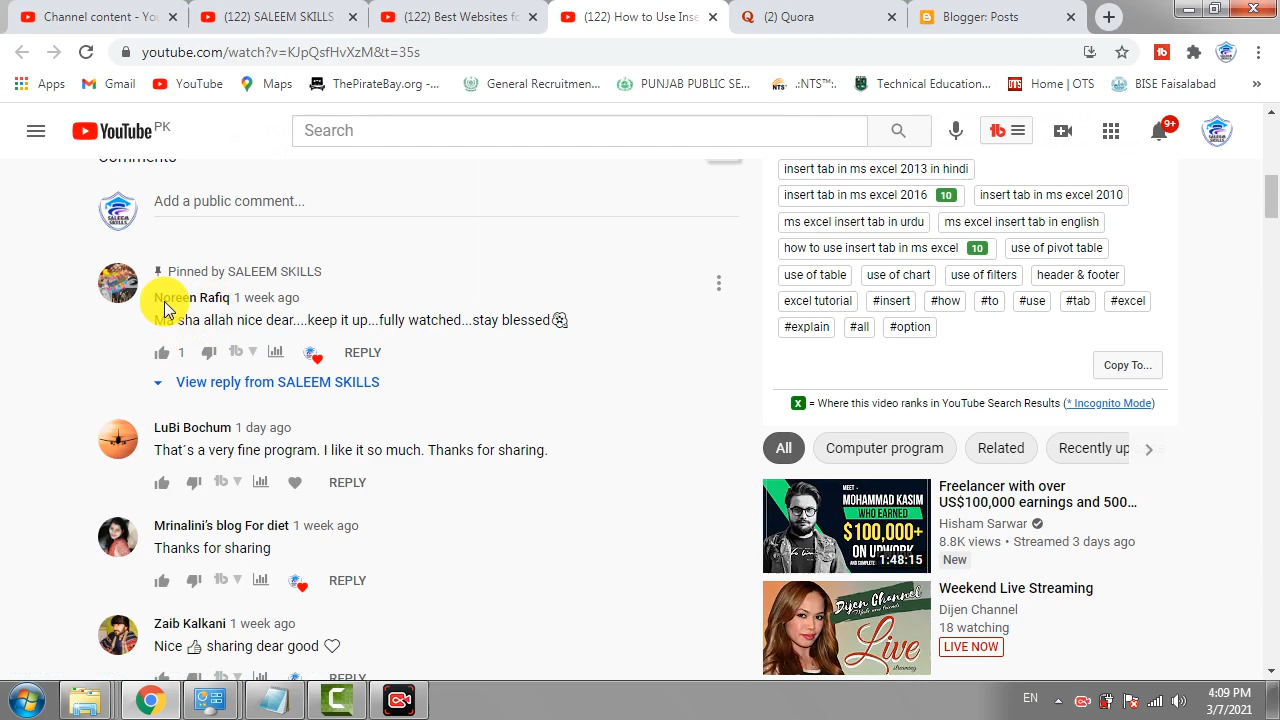 Channel content - Yo
(122) SALEEM SKILLS
(122) Best Websites fo
(122) How to Use Inse
(2) Quora
Blogger: Posts
youtube.com/watch?v=KJpQsfHvXzM&t=35s
Apps
Gmail
YouTube
Maps
ThePirateBay.org-...
General Recruitmen...
PUNJAB PUBLIC SE...
.:NTS™:.
Technical Education...
Home | OTS
BISE Faisalabad
»
YouTube PK
Search
9+
Comments
Add a public comment...
Pinned by SALEEM SKILLS
Noreen Rafiq 1 week ago
Ma sha allah nice dear....keep it up...fully watched...stay blessed
1
REPLY
View reply from SALEEM SKILLS
LuBi Bochum 1 day ago
That´s a very fine program. I like it so much. Thanks for sharing.
REPLY
Mrinalini's blog For diet 1 week ago
Thanks for sharing
REPLY
Zaib Kalkani 1 week ago
Nice 👍 sharing dear good ♡
REPLY
insert tab in ms excel 2013 in hindi
insert tab in ms excel 2016 10 insert tab in ms excel 2010
ms excel insert tab in urdu ms excel insert tab in english
how to use insert tab in ms excel 10 use of pivot table
use of table use of chart use of filters header & footer
excel tutorial #insert #how #to #use #tab #excel
#explain #all #option
Copy To...
X = Where this video ranks in YouTube Search Results (* Incognito Mode)
All Computer program Related Recently up
MEET -
MOHAMMAD KASIM
WHO EARNED
$100,000+
ON UPWORK
1:48:15
Freelancer with over
US$100,000 earnings and 500...
Hisham Sarwar
8.8K views • Streamed 3 days ago
New
Dijen Channel
Live
streaming
Weekend Live Streaming
Dijen Channel
18 watching
LIVE NOW
EN
4:09 PM
3/7/2021